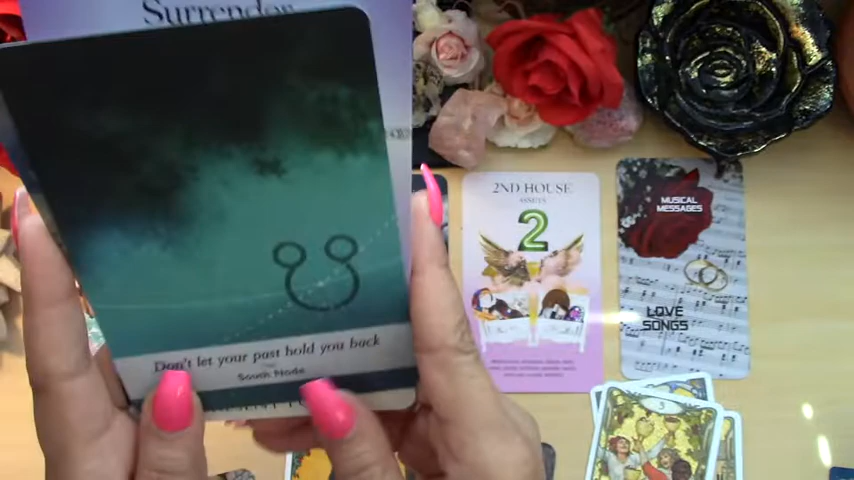 Surrender
Don't let your past hold you back
South Node
2ND HOUSE
ASSETS
2
MUSICAL
MESSAGES
LOVE
SONGS